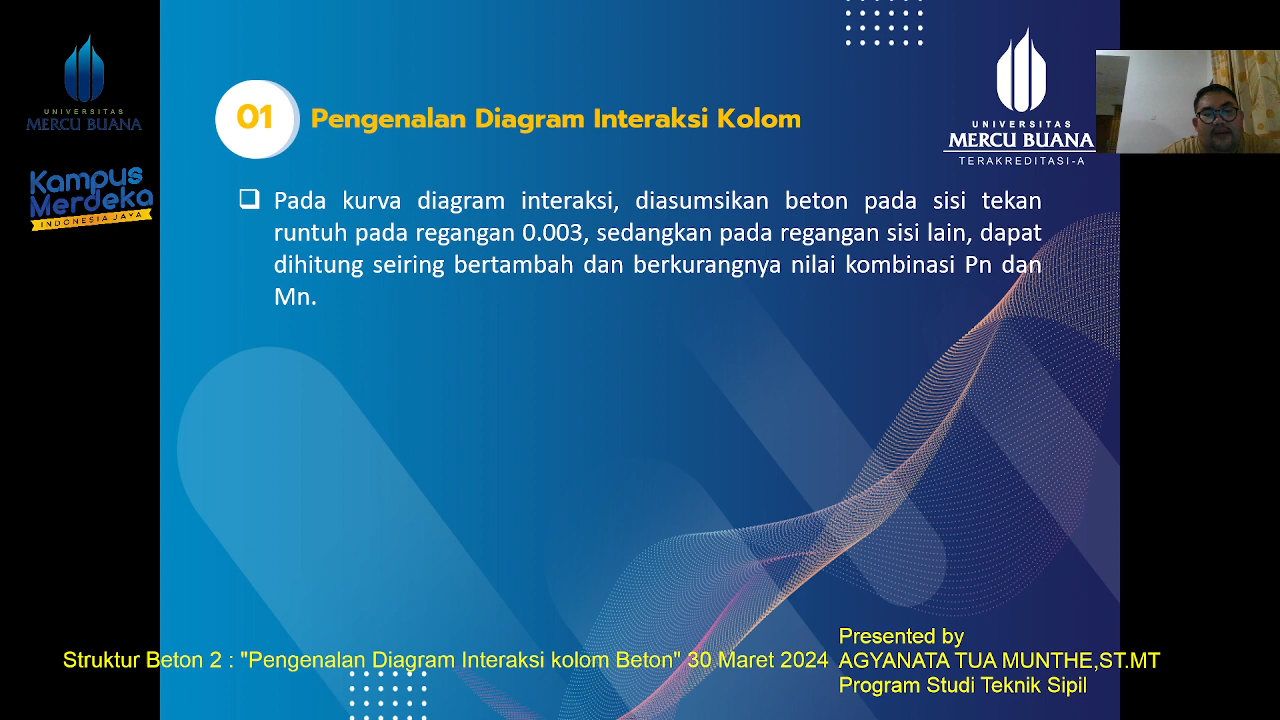 UNIVERSITAS
MERCU BUANA
Kampus
Merdeka
INDONESIA JAYA
01
Pengenalan Diagram Interaksi Kolom
UNIVERSITAS
MERCU BUANA
TERAKREDITASI-A
Pada kurva diagram interaksi, diasumsikan beton pada sisi tekan
runtuh pada regangan 0.003, sedangkan pada regangan sisi lain, dapat
dihitung seiring bertambah dan berkurangnya nilai kombinasi Pn dan
Mn.
Struktur Beton 2 : "Pengenalan Diagram Interaksi kolom Beton" 30 Maret 2024
Presented by
AGYANATA TUA MUNTHE,ST.MT
Program Studi Teknik Sipil